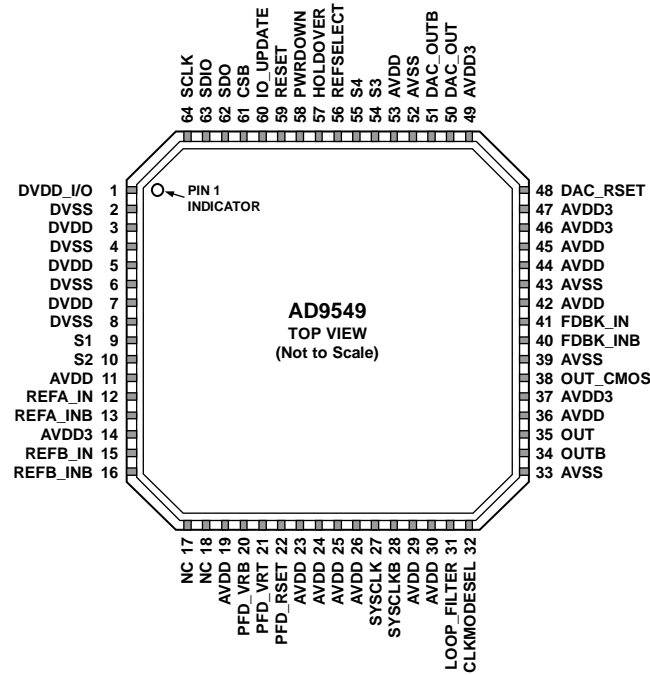 64 SCLK
63 SDIO
62 SDO
61 CSB
60 IO_UPDATE
59 RESET
58 PWRDOWN
57 HOLDOVER
56 REFSELECT
55 S4
54 S3
53 AVDD
52 AVSS
51 DAC_OUTB
50 DAC_OUT
49 AVDD3
DVDD_I/O 1
DVSS 2
DVDD 3
DVSS 4
DVDD 5
DVSS 6
DVDD 7
DVSS 8
S1 9
S2 10
AVDD 11
REFA_IN 12
REFA_INB 13
AVDD3 14
REFB_IN 15
REFB_INB 16
PIN 1
INDICATOR
AD9549
TOP VIEW
(Not to Scale)
48 DAC_RSET
47 AVDD3
46 AVDD3
45 AVDD
44 AVDD
43 AVSS
42 AVDD
41 FDBK_IN
40 FDBK_INB
39 AVSS
38 OUT_CMOS
37 AVDD3
36 AVDD
35 OUT
34 OUTB
33 AVSS
NC 17
NC 18
AVDD 19
PFD_VRB 20
PFD_VRT 21
PFD_RSET 22
AVDD 23
AVDD 24
AVDD 25
AVDD 26
SYSCLK 27
SYSCLKB 28
AVDD 29
AVDD 30
LOOP_FILTER 31
CLKMODESEL 32